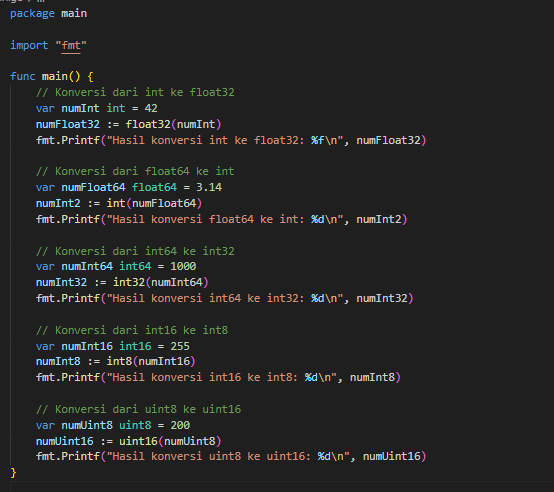 package main
import "fmt"
func main() {
// Konversi dari int ke float32
var numInt int = 42
numFloat32 := float32(numInt)
fmt.Printf("Hasil konversi int ke float32: %f\n", numFloat32)
// Konversi dari float64 ke int
var numFloat64 float64 = 3.14
numInt2 := int(numFloat64)
fmt.Printf("Hasil konversi float64 ke int: %d\n", numInt2)
// Konversi dari int64 ke int32
var numInt64 int64 = 1000
numInt32 := int32(numInt64)
fmt.Printf("Hasil konversi int64 ke int32: %d\n", numInt32)
// Konversi dari int16 ke int8
var numInt16 int16 = 255
numInt8 := int8(numInt16)
fmt.Printf("Hasil konversi int16 ke int8: %d\n", numInt8)
// Konversi dari uint8 ke uint16
var numUint8 uint8 = 200
numUint16 := uint16(numUint8)
fmt.Printf("Hasil konversi uint8 ke uint16: %d\n", numUint16)
}